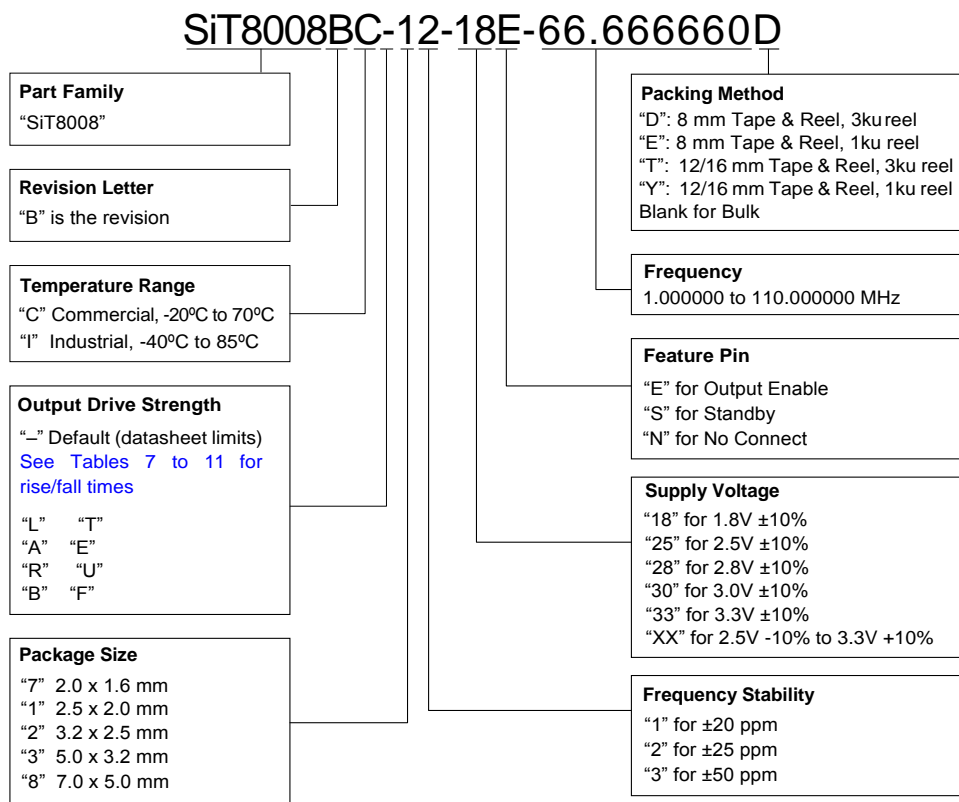 SiT8008BC-12-18E-66.666660D
Part Family
“SiT8008”
Revision Letter
“B” is the revision
Temperature Range
“C” Commercial, -20ºC to 70ºC
“I” Industrial, -40ºC to 85ºC
Output Drive Strength
“–” Default (datasheet limits)
See Tables 7 to 11 for
rise/fall times
“L” “T”
“A” “E”
“R” “U”
“B” “F”
Package Size
“7” 2.0 x 1.6 mm
“1” 2.5 x 2.0 mm
“2” 3.2 x 2.5 mm
“3” 5.0 x 3.2 mm
“8” 7.0 x 5.0 mm
Packing Method
“D”: 8 mm Tape & Reel, 3ku reel
“E”: 8 mm Tape & Reel, 1ku reel
“T”: 12/16 mm Tape & Reel, 3ku reel
“Y”: 12/16 mm Tape & Reel, 1ku reel
Blank for Bulk
Frequency
1.000000 to 110.000000 MHz
Feature Pin
“E” for Output Enable
“S” for Standby
“N” for No Connect
Supply Voltage
“18” for 1.8V ±10%
“25” for 2.5V ±10%
“28” for 2.8V ±10%
“30” for 3.0V ±10%
“33” for 3.3V ±10%
“XX” for 2.5V -10% to 3.3V +10%
Frequency Stability
“1” for ±20 ppm
“2” for ±25 ppm
“3” for ±50 ppm